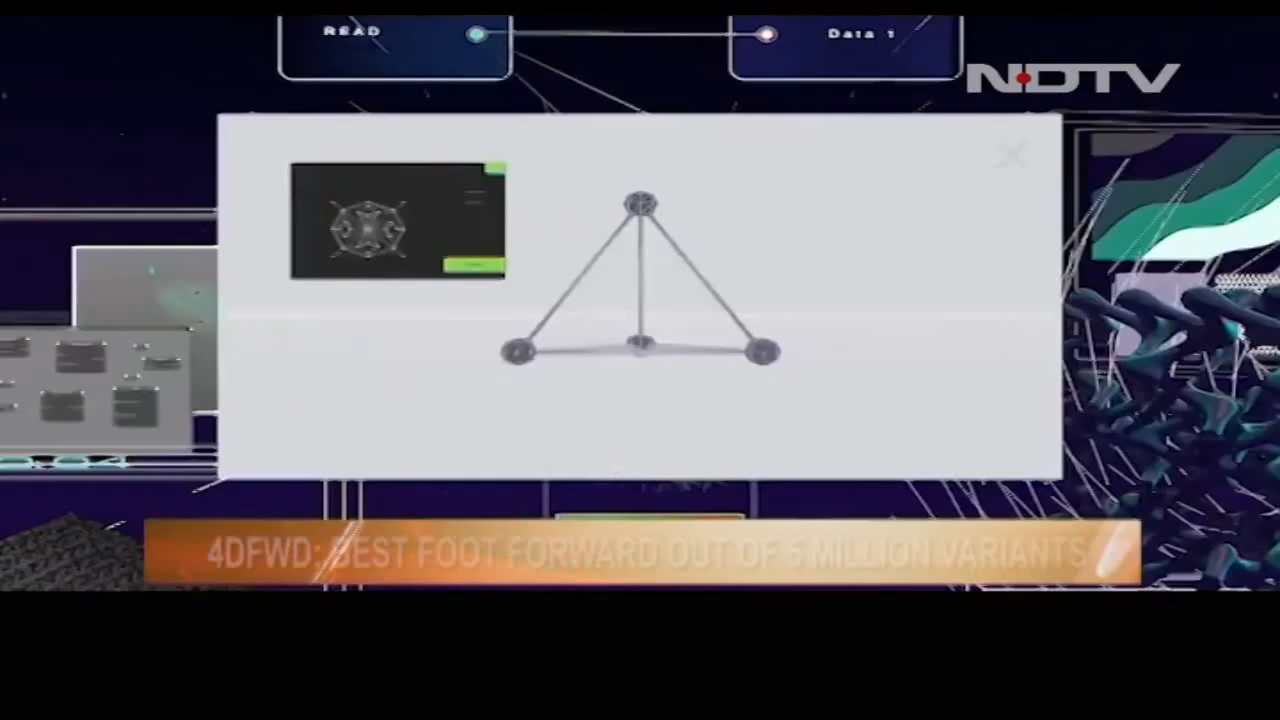 READ
Data 1
NDTV
4DFWD: BEST FOOT FORWARD OUT OF 5 MILLION VARIANTS